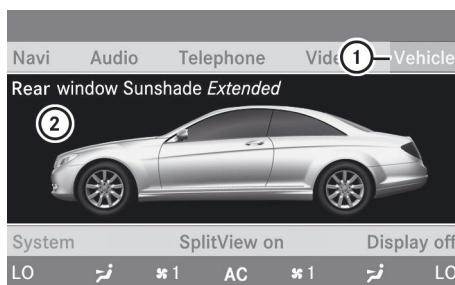 Navi Audio Telephone Vide 1 Vehicle
Rear window Sunshade Extended
2
System SplitView on Display off
LO 1 AC 1 LO